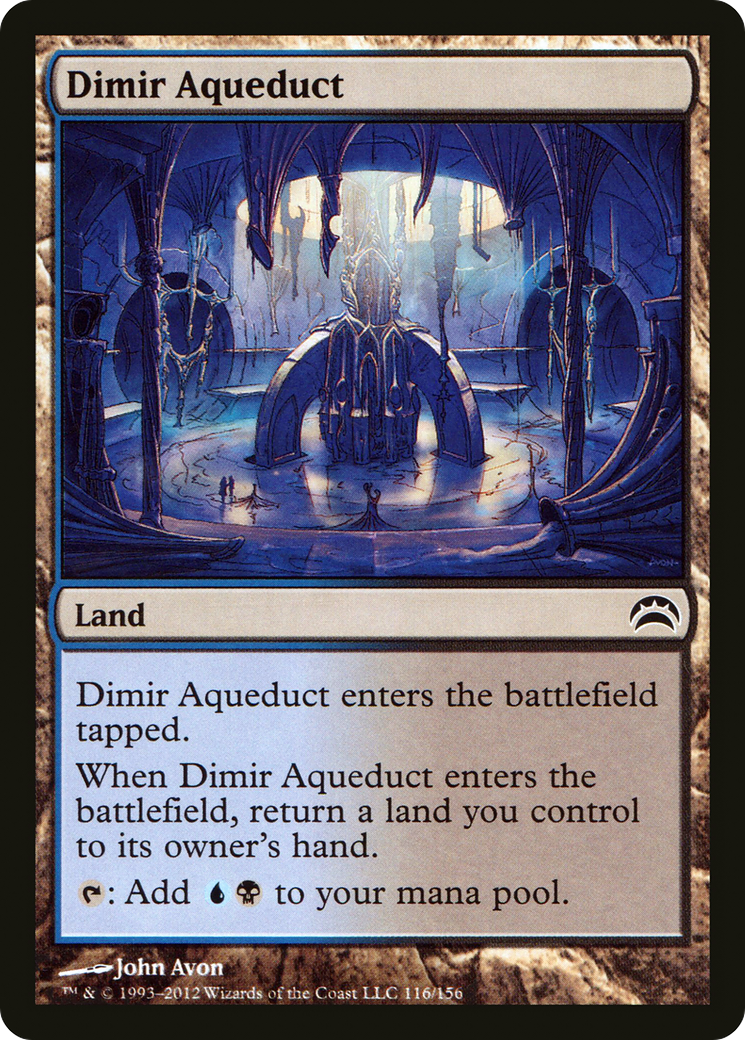 Dimir Aqueduct
AVON
Land
Dimir Aqueduct enters the battlefield
tapped.
When Dimir Aqueduct enters the
battlefield, return a land you control
to its owner's hand.
: Add to your mana pool.
John Avon
™ & © 1993–2012 Wizards of the Coast LLC 116/156